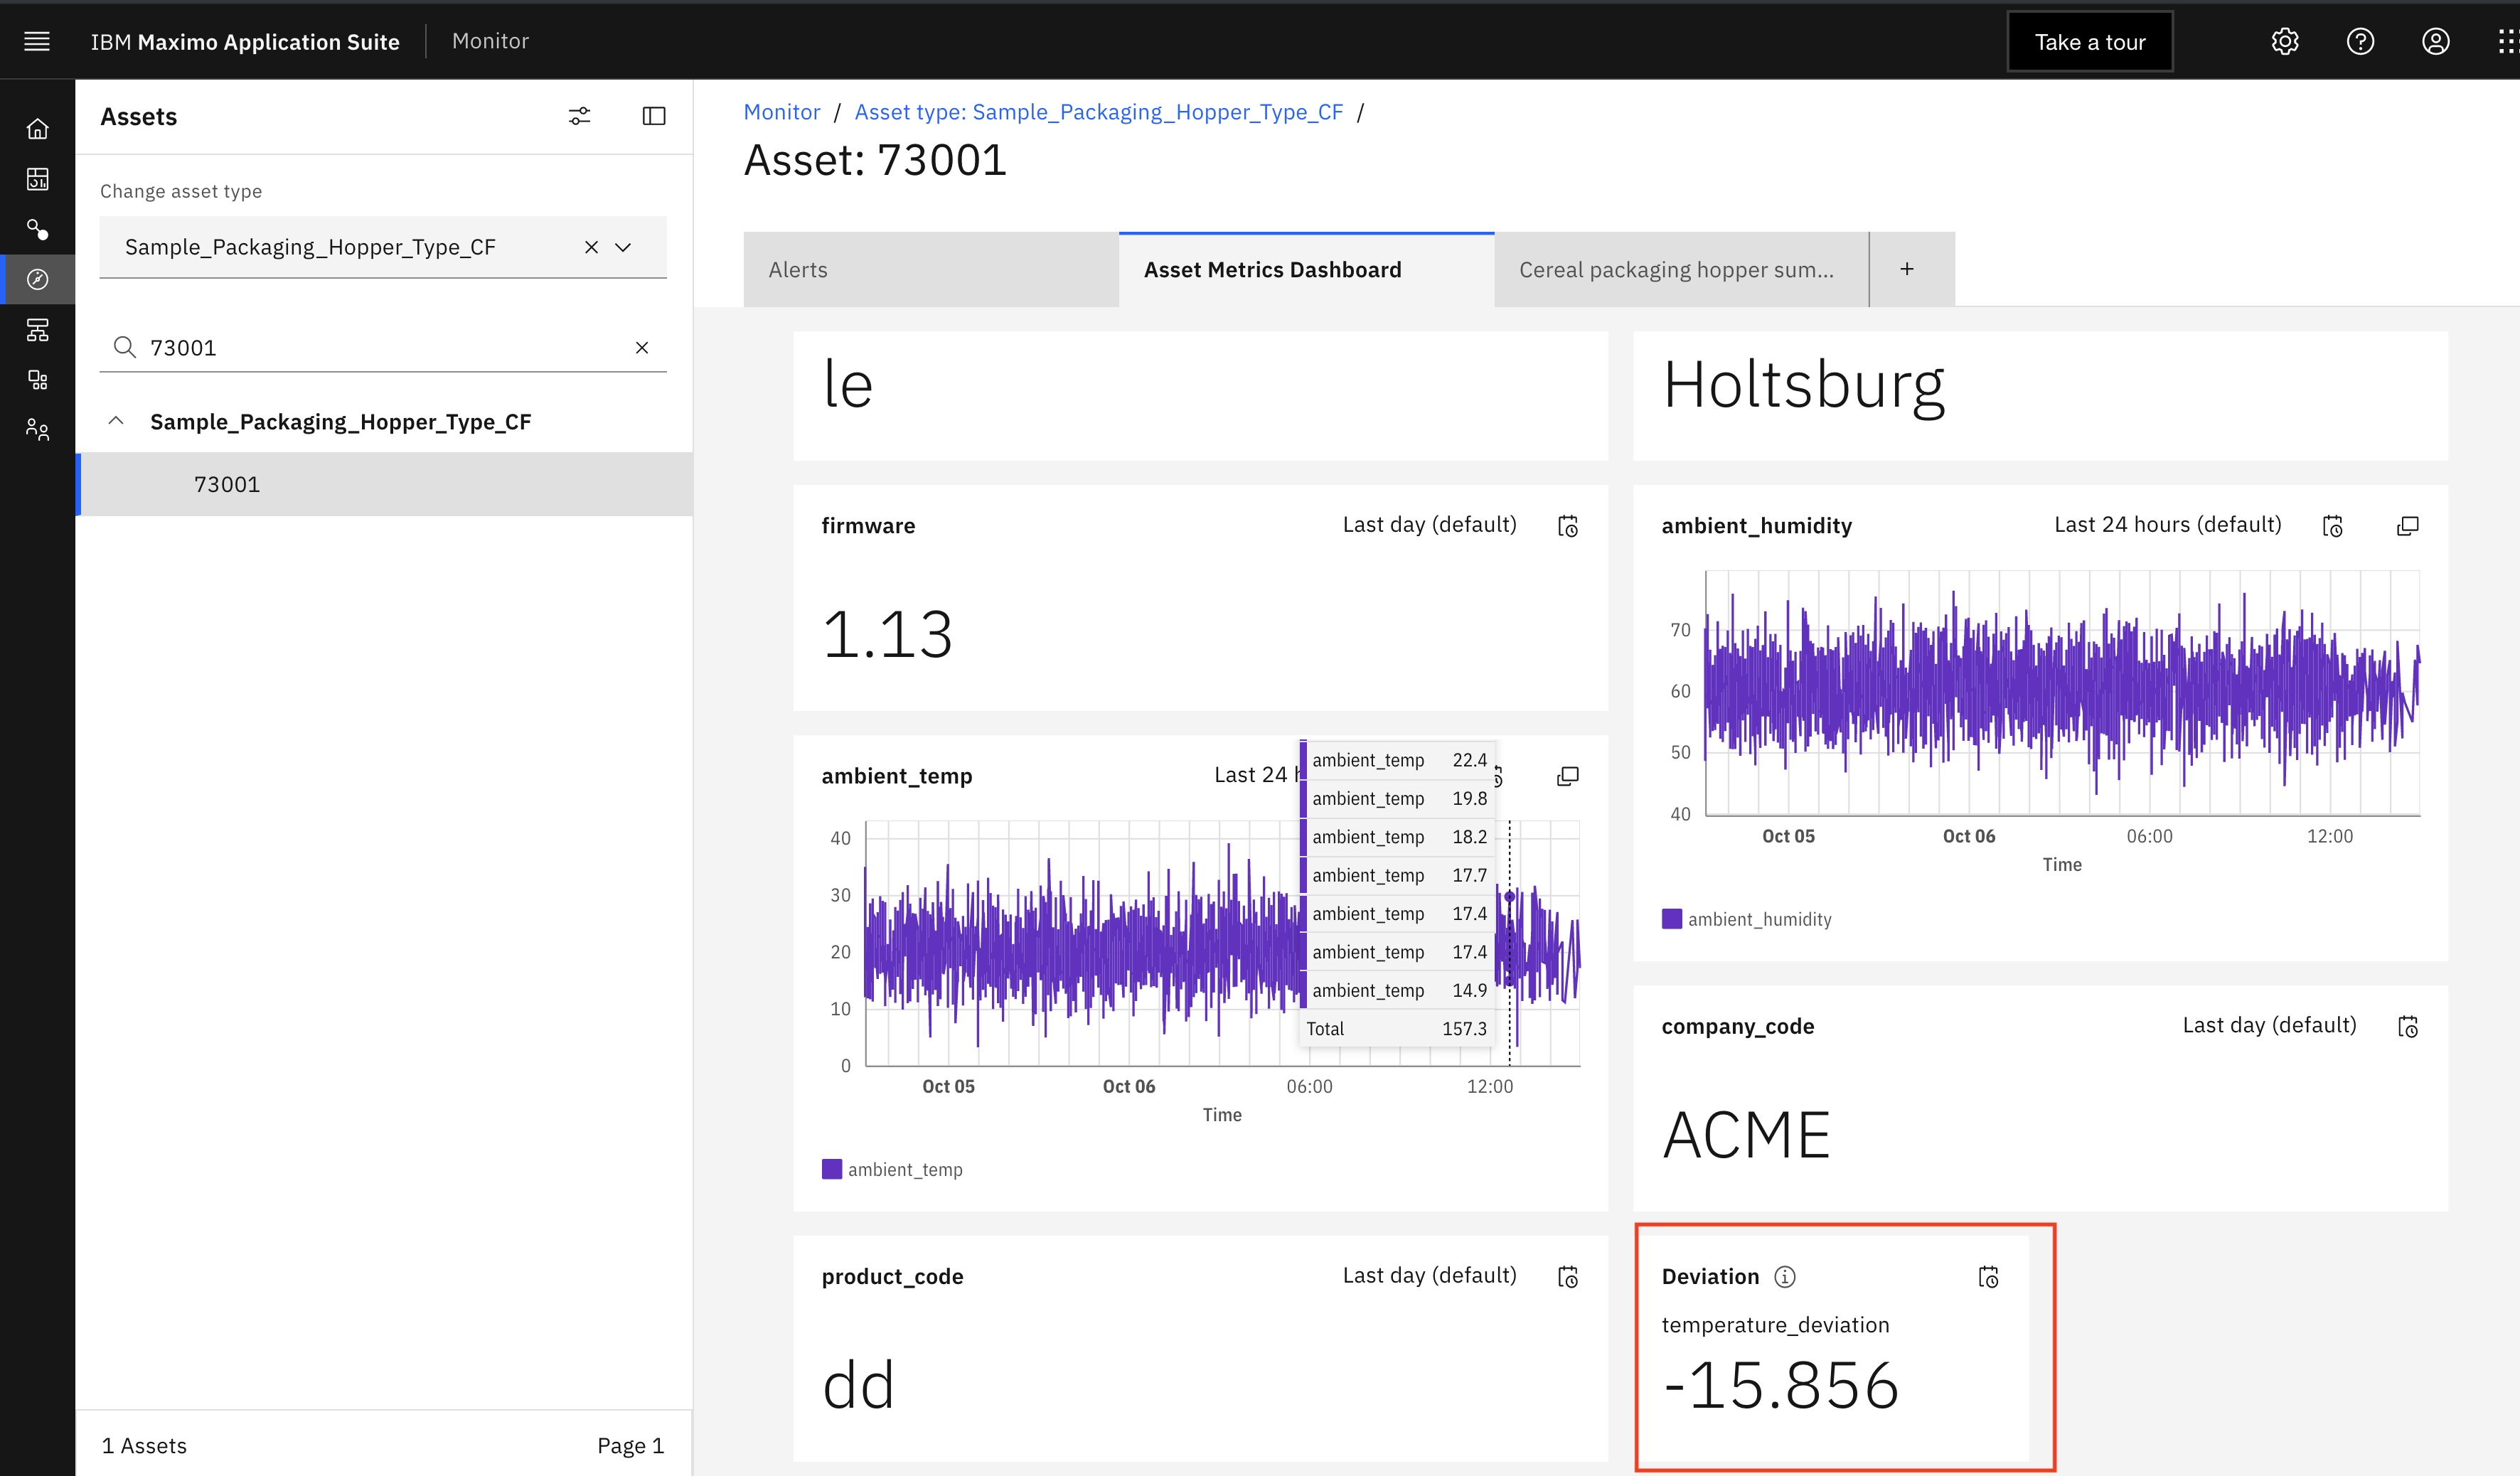 IBM Maximo Application Suite
Monitor
Take a tour
Assets
Change asset type
Sample_Packaging_Hopper_Type_CF
73001
Sample_Packaging_Hopper_Type_CF
73001
1 Assets
Page 1
Monitor / Asset type: Sample_Packaging_Hopper_Type_CF /
Asset: 73001
Alerts
Asset Metrics Dashboard
Cereal packaging hopper sum...
+
le
Holtsburg
firmware
Last day (default)
1.13
ambient_humidity
Last 24 hours (default)
70
60
50
40
Oct 05
Oct 06
06:00
12:00
Time
ambient_humidity
ambient_temp
Last 24 h
40
30
20
10
0
ambient_temp 22.4
ambient_temp 19.8
ambient_temp 18.2
ambient_temp 17.7
ambient_temp 17.4
ambient_temp 17.4
ambient_temp 14.9
Total 157.3
Oct 05
Oct 06
06:00
12:00
Time
ambient_temp
company_code
Last day (default)
ACME
product_code
Last day (default)
dd
Deviation
temperature_deviation
-15.856